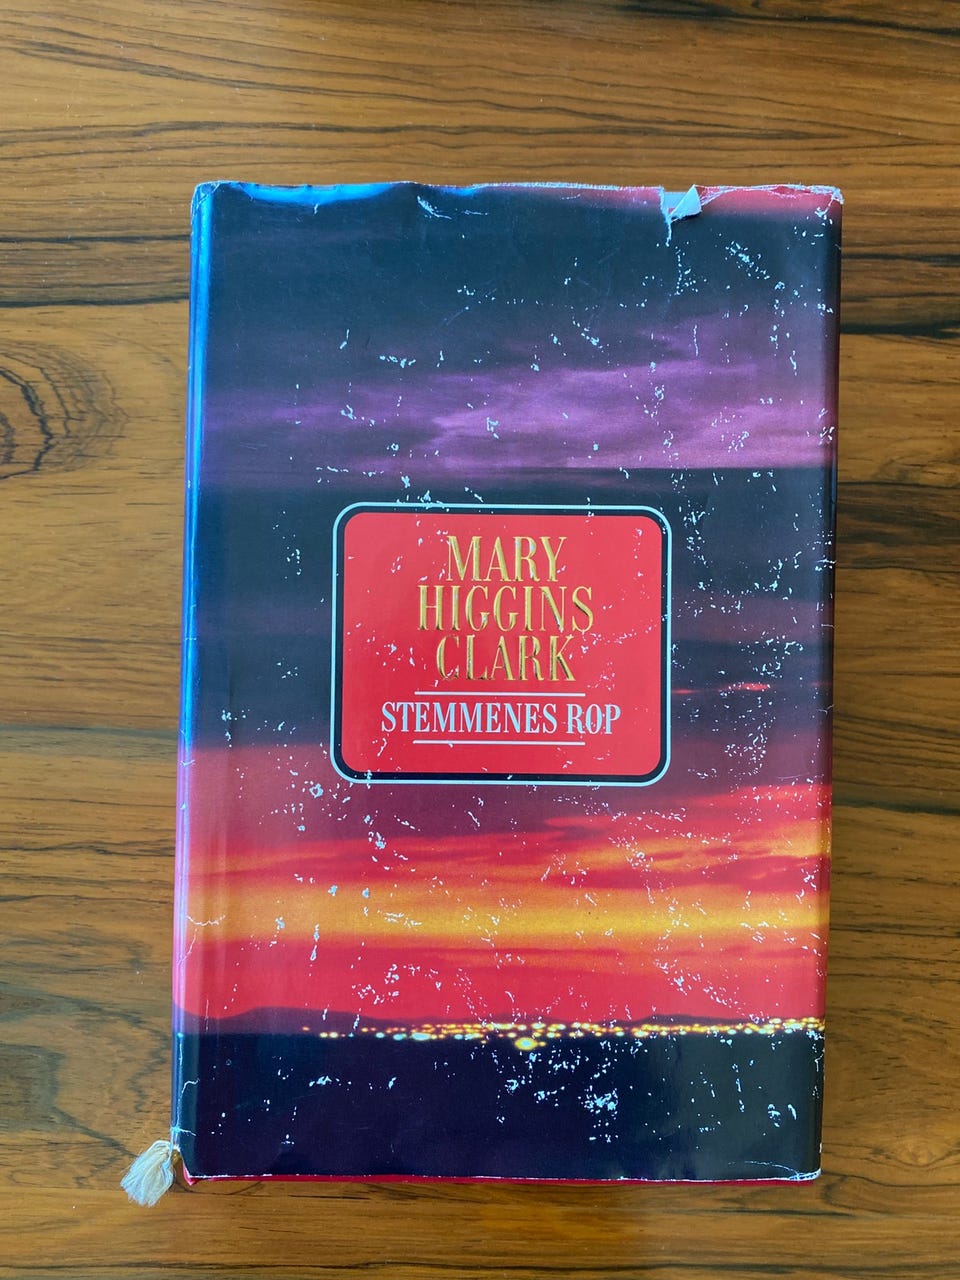 MARY
HIGGINS
CLARK
STEMMENES ROP